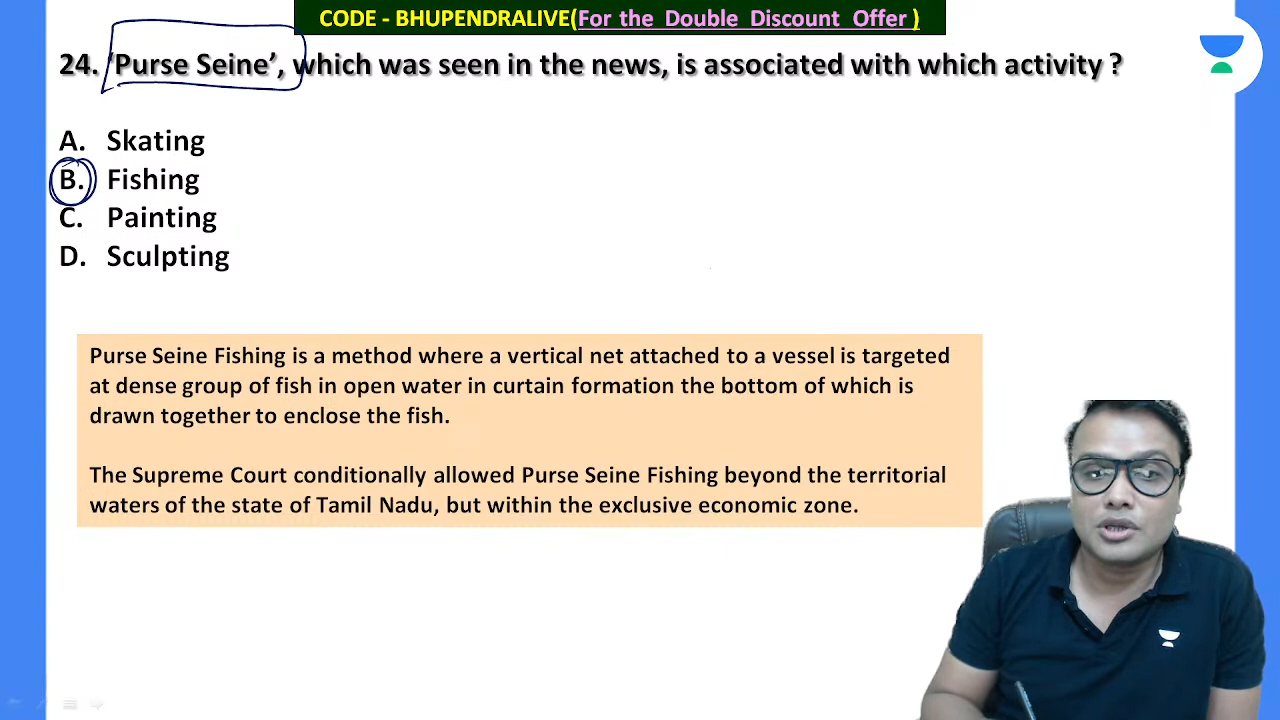 CODE - BHUPENDRALIVE(For the Double Discount Offer )
24. 'Purse Seine', which was seen in the news, is associated with which activity ?
A. Skating
B. Fishing
C. Painting
D. Sculpting
Purse Seine Fishing is a method where a vertical net attached to a vessel is targeted
at dense group of fish in open water in curtain formation the bottom of which is
drawn together to enclose the fish.
The Supreme Court conditionally allowed Purse Seine Fishing beyond the territorial
waters of the state of Tamil Nadu, but within the exclusive economic zone.